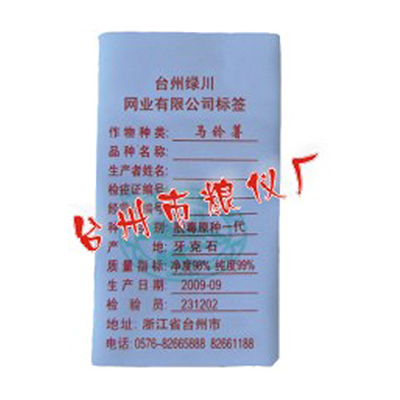 台州绿川
网业有限公司标签
作物种类: 马铃薯
品种名称:
生产者姓名:
检疫证编号:
种 别: 脱毒原种一代
产 地: 牙克石
质量指标: 净度98% 纯度99%
生产日期: 2009-09
检 验 员: 231202
地址: 浙江省台州市
电话: 0576-82665888 82661188
台州市粮仪厂